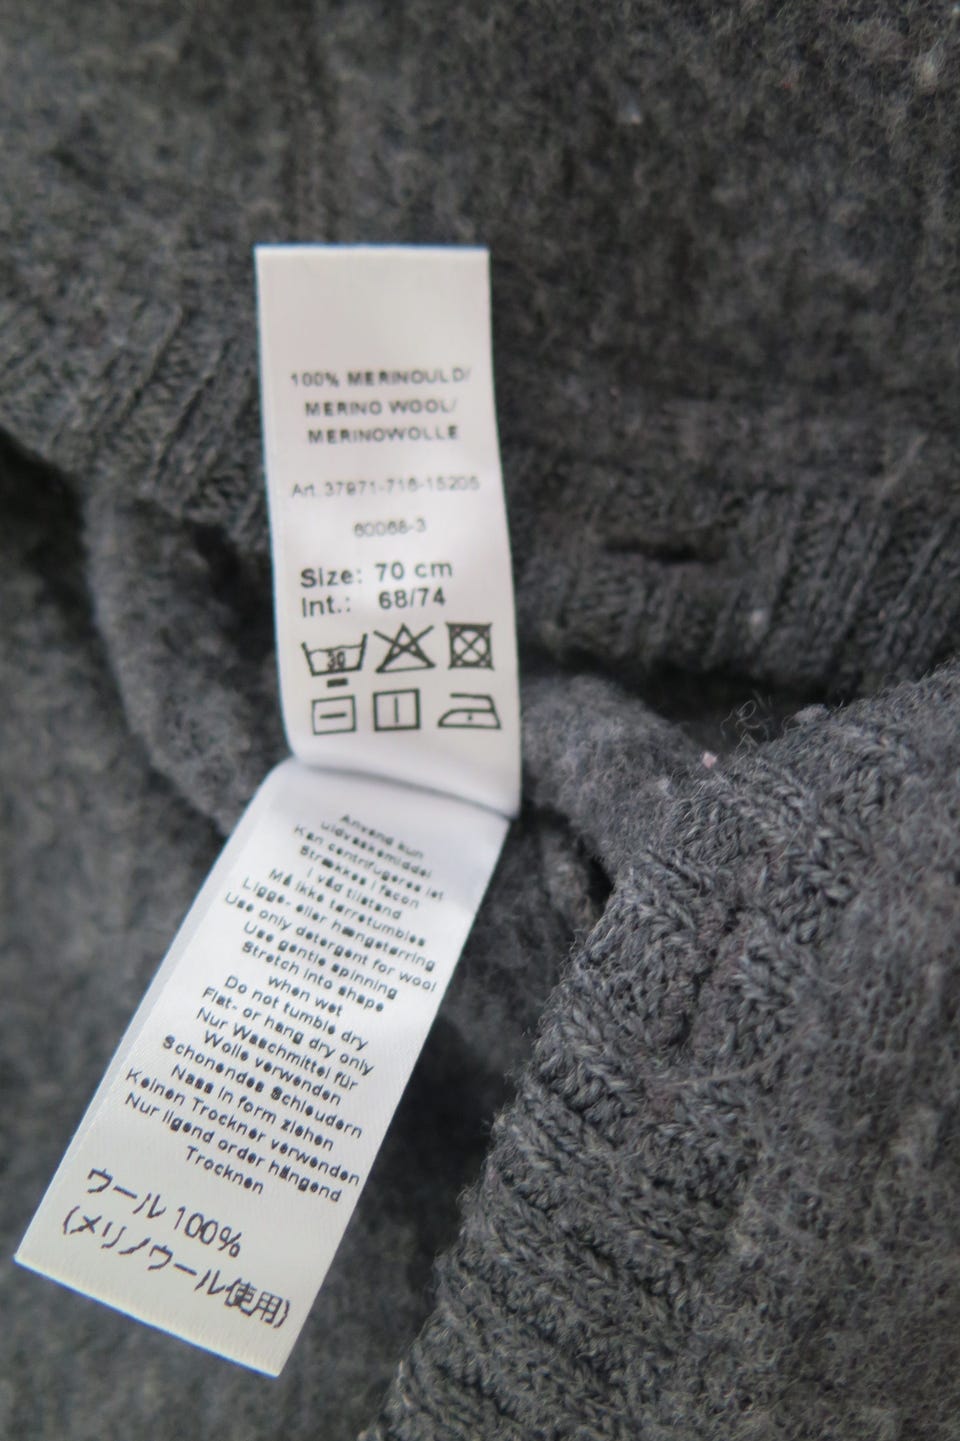 100% MERINOULD/
MERINO WOOL/
MERINOWOLLE
Art. 37971-716-15205
60068-3
Size: 70 cm
Int.: 68/74
30
Anvend kun
uldvaskemiddel
Kan centrifugeres let
Strækkes i facon
i våd tilstand
Må ikke tørretumbles
Ligge- eller hængetørring
Use only detergent for wool
Use gentle spinning
Stretch into shape
when wet
Do not tumble dry
Flat- or hang dry only
Nur Waschmittel für
Wolle verwenden
Schonendes Schleudern
Nass in form ziehen
Keinen Trockner verwenden
Nur ligend order hängend
Trocknen
ウール 100%
(メリノウール使用)